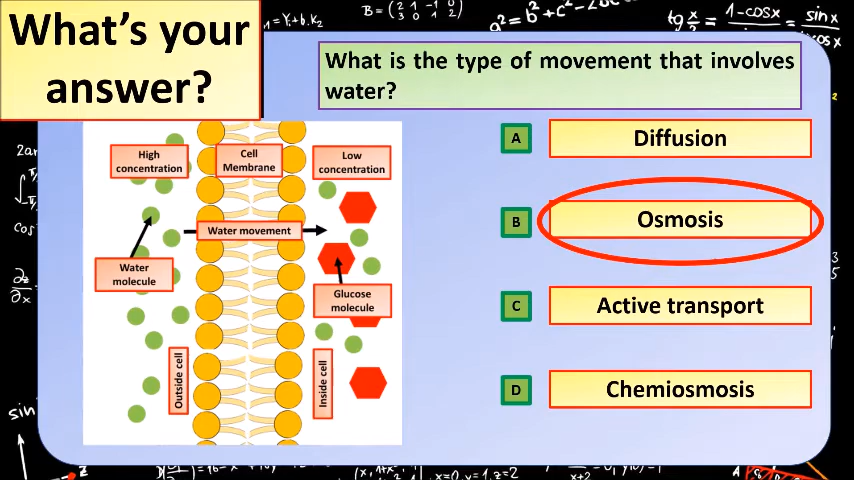 What's your
answer?
What is the type of movement that involves
water?
High
concentration
Cell
Membrane
Low
concentration
Water movement
Water
molecule
Glucose
molecule
Outside cell
Inside cell
A
Diffusion
B
Osmosis
C
Active transport
D
Chemiosmosis